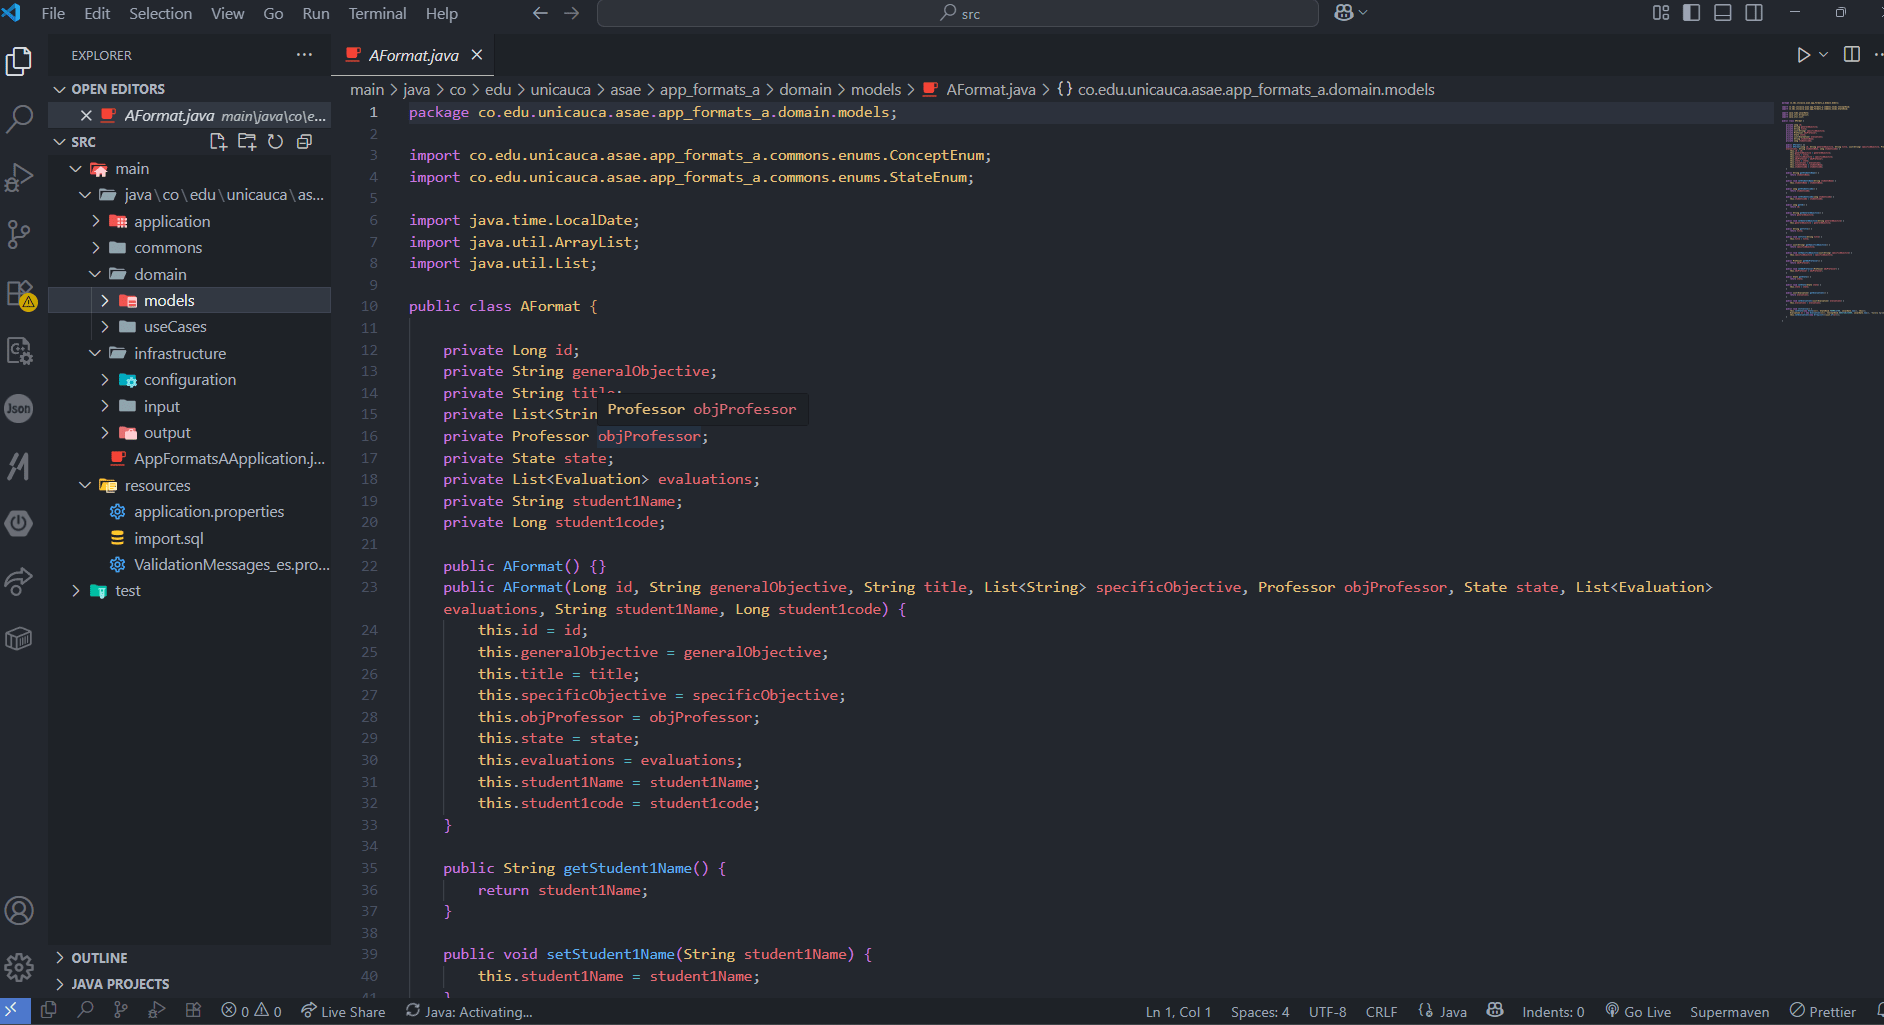 File Edit Selection View Go Run Terminal Help
src
EXPLORER
OPEN EDITORS
AFormat.java main\java\co\e...
SRC
main
java\co\edu\unicauca\as...
application
commons
domain
models
useCases
infrastructure
configuration
input
output
AppFormatsAApplication.j...
resources
application.properties
import.sql
ValidationMessages_es.pro...
test
OUTLINE
JAVA PROJECTS
Json
AFormat.java
main > java > co > edu > unicauca > asae > app_formats_a > domain > models > AFormat.java > {} co.edu.unicauca.asae.app_formats_a.domain.models
1 package co.edu.unicauca.asae.app_formats_a.domain.models;
2
3 import co.edu.unicauca.asae.app_formats_a.commons.enums.ConceptEnum;
4 import co.edu.unicauca.asae.app_formats_a.commons.enums.StateEnum;
5
6 import java.time.LocalDate;
7 import java.util.ArrayList;
8 import java.util.List;
9
10 public class AFormat {
11
12 private Long id;
13 private String generalObjective;
14 private String title;
15 private List<Strin
Professor objProfessor
16 private Professor objProfessor;
17 private State state;
18 private List<Evaluation> evaluations;
19 private String student1Name;
20 private Long student1code;
21
22 public AFormat() {}
23 public AFormat(Long id, String generalObjective, String title, List<String> specificObjective, Professor objProfessor, State state, List<Evaluation>
evaluations, String student1Name, Long student1code) {
24 this.id = id;
25 this.generalObjective = generalObjective;
26 this.title = title;
27 this.specificObjective = specificObjective;
28 this.objProfessor = objProfessor;
29 this.state = state;
30 this.evaluations = evaluations;
31 this.student1Name = student1Name;
32 this.student1code = student1code;
33 }
34
35 public String getStudent1Name() {
36 return student1Name;
37 }
38
39 public void setStudent1Name(String student1Name) {
40 this.student1Name = student1Name;
41 }
0 0 Live Share Java: Activating... Ln 1, Col 1 Spaces: 4 UTF-8 CRLF {} Java Indents: 0 Go Live Supermaven Prettier